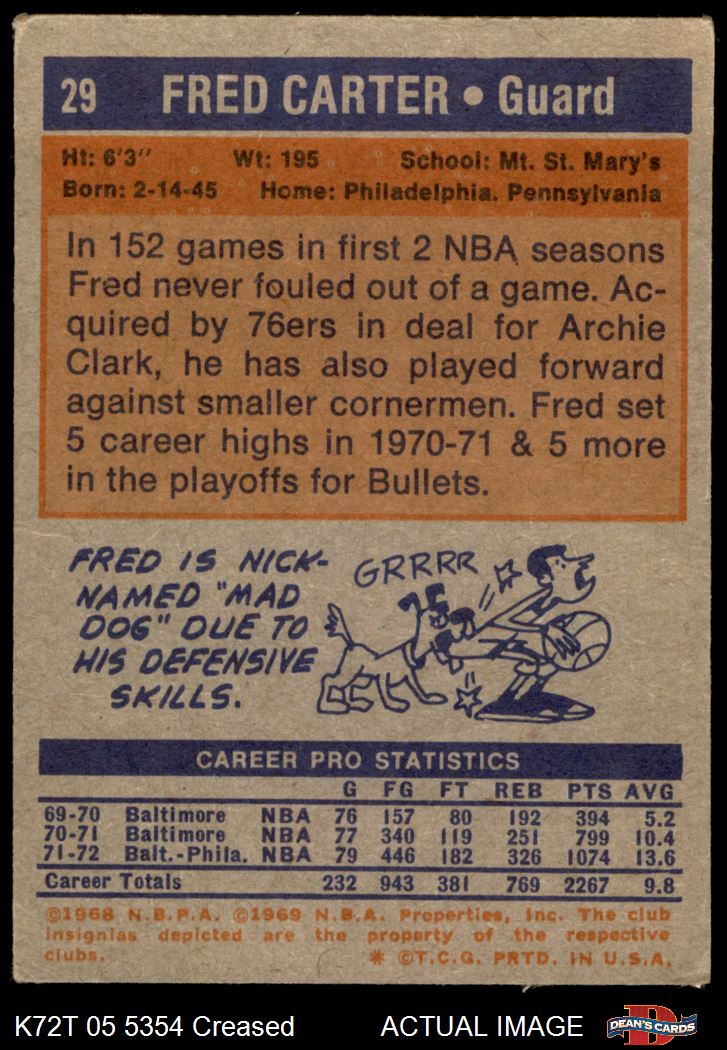 29 FRED CARTER • Guard
Ht: 6'3" Wt: 195 School: Mt. St. Mary's
Born: 2-14-45 Home: Philadelphia, Pennsylvania
In 152 games in first 2 NBA seasons
Fred never fouled out of a game. Ac-
quired by 76ers in deal for Archie
Clark, he has also played forward
against smaller cornermen. Fred set
5 career highs in 1970-71 & 5 more
in the playoffs for Bullets.
FRED IS NICK-
NAMED "MAD
DOG" DUE TO
HIS DEFENSIVE
SKILLS.
GRRRR
CAREER PRO STATISTICS
G FG FT REB PTS AVG
69-70 Baltimore NBA 76 157 80 192 394 5.2
70-71 Baltimore NBA 77 340 119 251 799 10.4
71-72 Balt.-Phila. NBA 79 446 182 326 1074 13.6
Career Totals 232 943 381 769 2267 9.8
©1968 N.B.P.A. ©1969 N.B.A. Properties, Inc. The club
insignias depicted are the property of the respective
clubs. * ©T.C.G. PRTD. IN U.S.A.
K72T 05 5354 Creased ACTUAL IMAGE DEAN'S CARDS